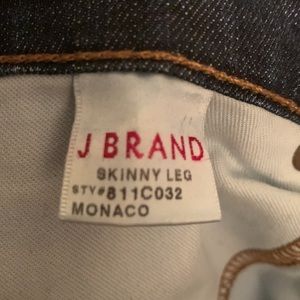 J BRAND
SKINNY LEG
STY#811C032
MONACO